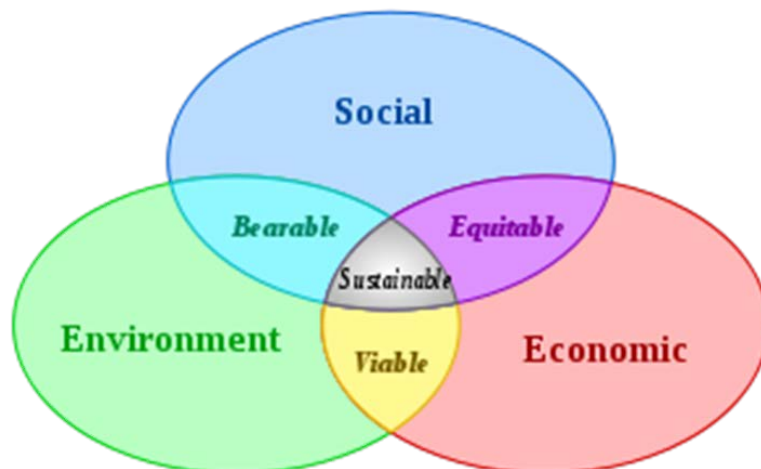 Social
Bearable
Equitable
Sustainable
Environment
Economic
Viable